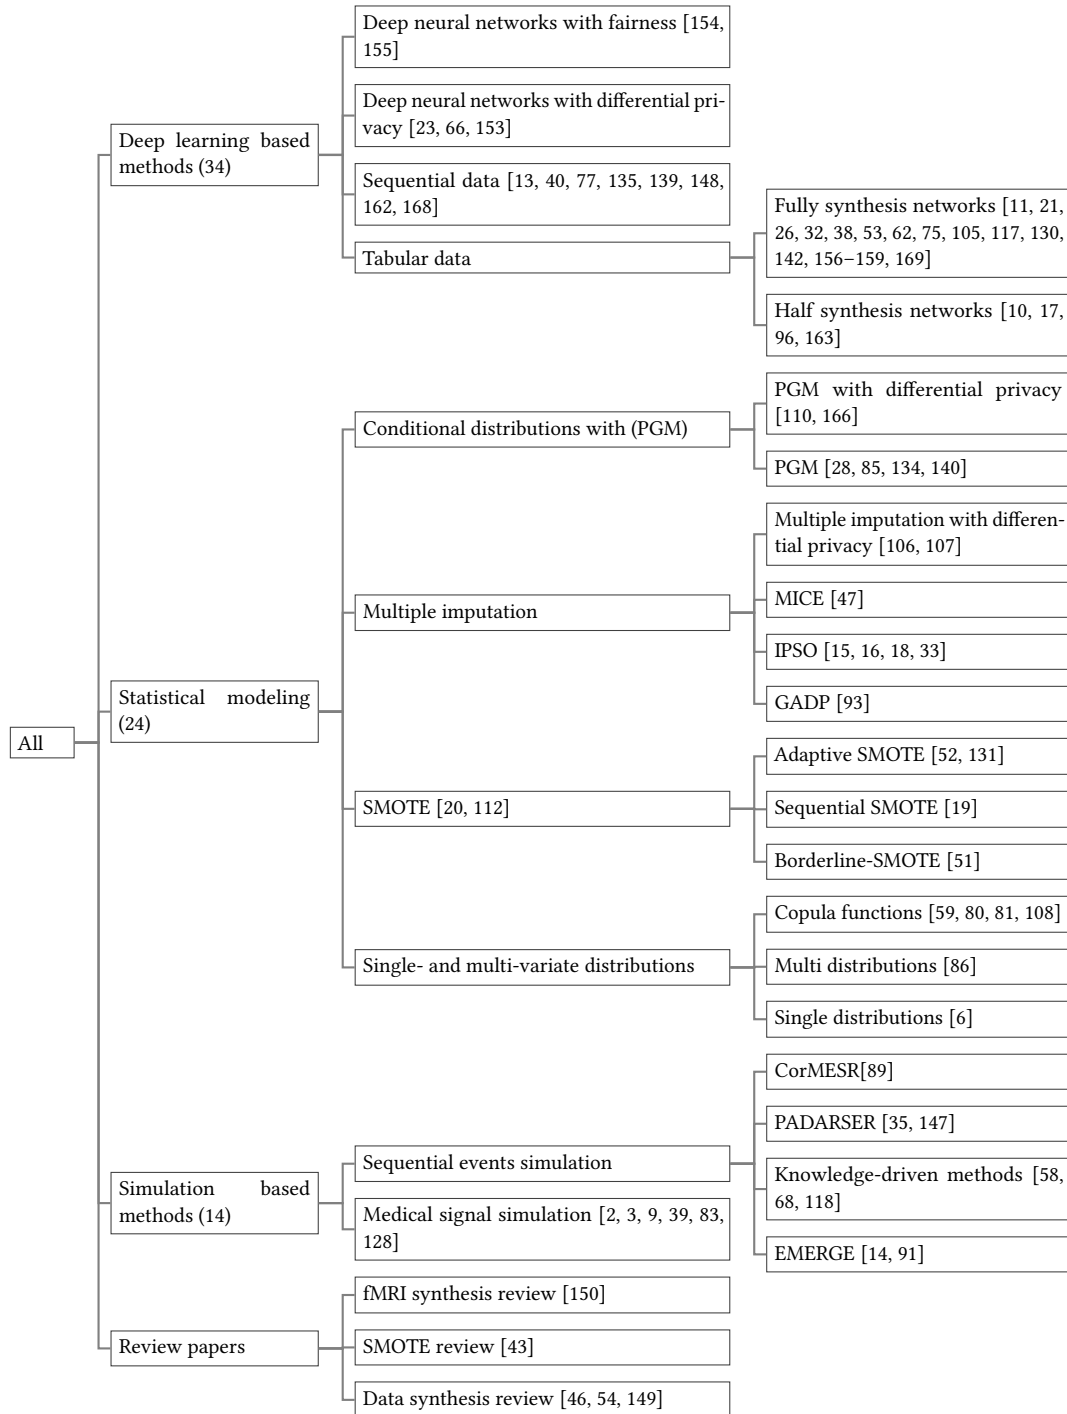 Deep neural networks with fairness [154,
155]
Deep neural networks with differential pri-
vacy [23, 66, 153]
Deep learning based
methods (34)
Sequential data [13, 40, 77, 135, 139, 148,
162, 168]
Tabular data
Fully synthesis networks [11, 21,
26, 32, 38, 53, 62, 75, 105, 117, 130,
142, 156–159, 169]
Half synthesis networks [10, 17,
96, 163]
Conditional distributions with (PGM)
PGM with differential privacy
[110, 166]
PGM [28, 85, 134, 140]
Multiple imputation
Multiple imputation with differen-
tial privacy [106, 107]
MICE [47]
IPSO [15, 16, 18, 33]
GADP [93]
Statistical modeling
(24)
All
SMOTE [20, 112]
Adaptive SMOTE [52, 131]
Sequential SMOTE [19]
Borderline-SMOTE [51]
Single- and multi-variate distributions
Copula functions [59, 80, 81, 108]
Multi distributions [86]
Single distributions [6]
Simulation based
methods (14)
Sequential events simulation
CorMESR[89]
PADARSER [35, 147]
Knowledge-driven methods [58,
68, 118]
EMERGE [14, 91]
Medical signal simulation [2, 3, 9, 39, 83,
128]
Review papers
fMRI synthesis review [150]
SMOTE review [43]
Data synthesis review [46, 54, 149]